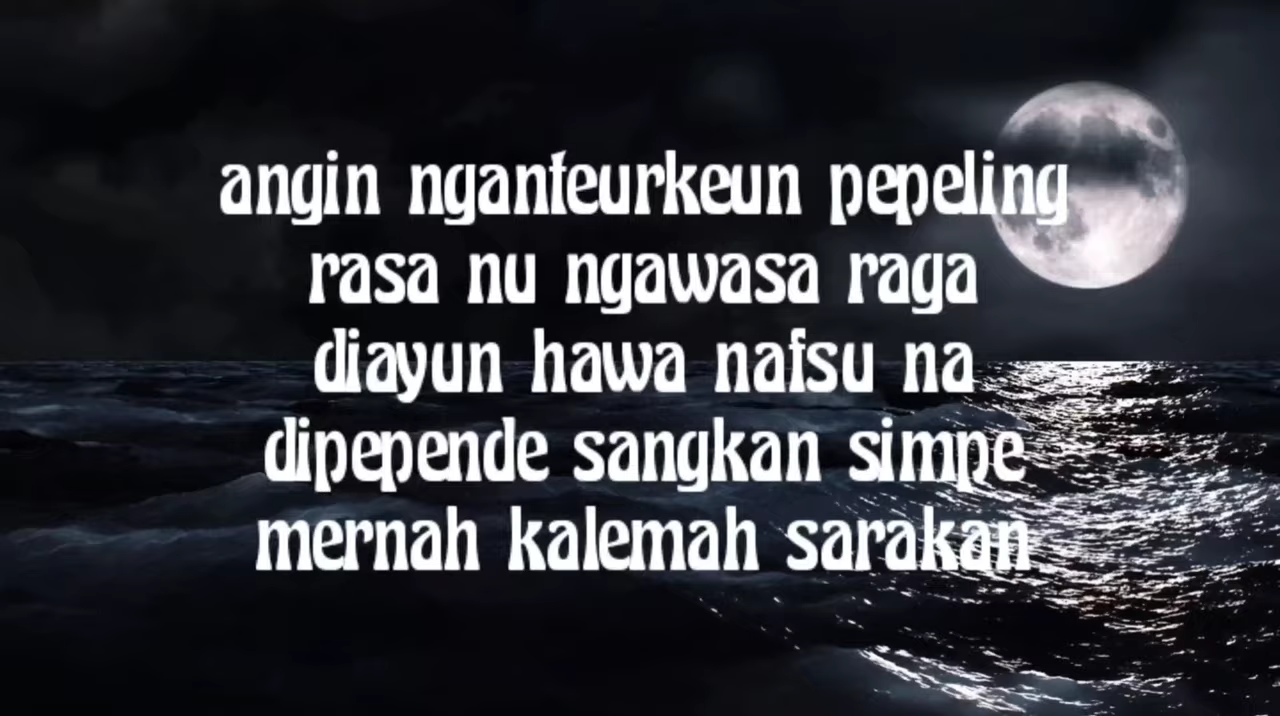 angin nganteurkeun pepeling
rasa nu ngawasa raga
diayun hawa nafsu na
dipepende sangkan simpe
mernah kalemah sarakan